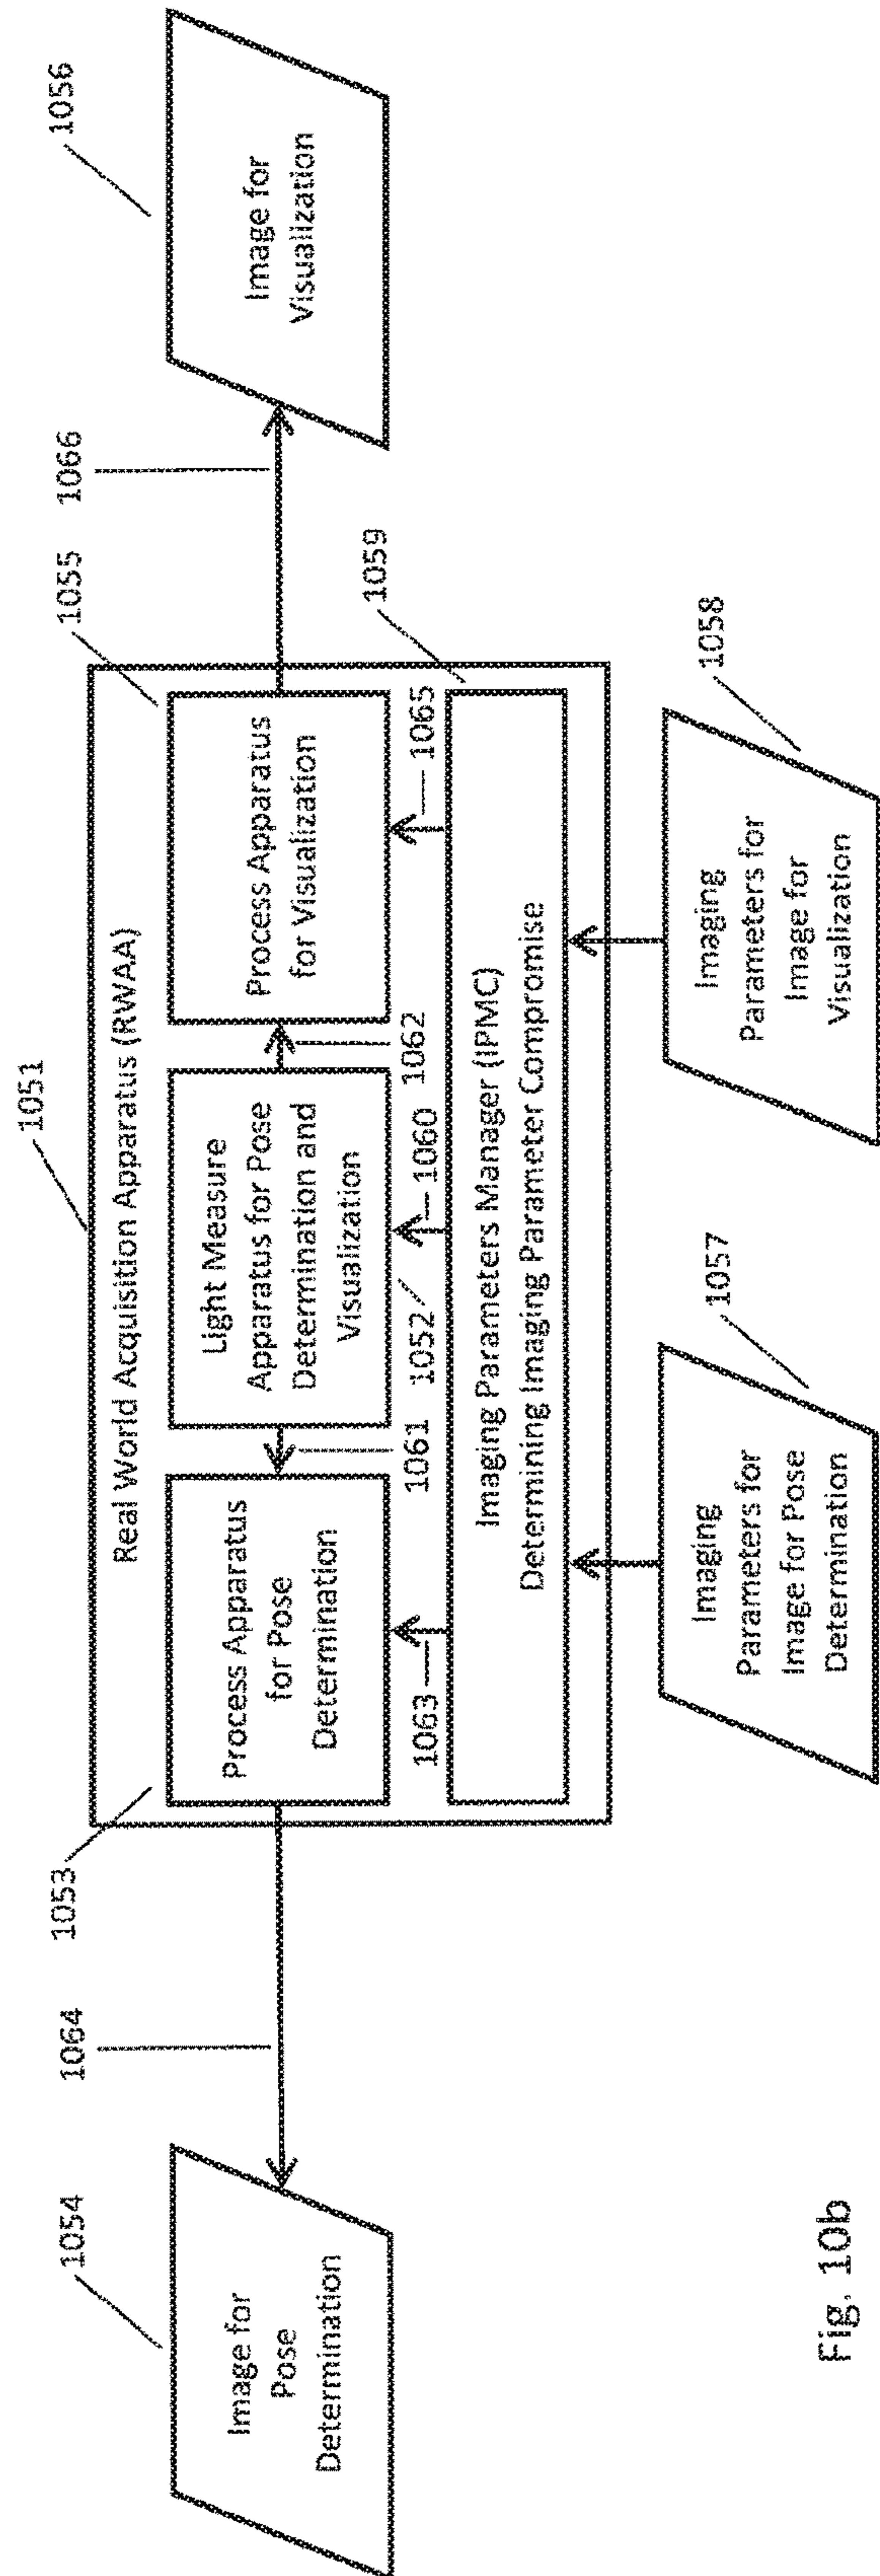 1051
1056
1054
1064
1053
1055
1066
Real World Acquisition Apparatus (RWAA)
Image for
Pose
Determination
Process Apparatus
for Pose
Determination
Light Measure
Apparatus for Pose
Determination and
Visualization
Process Apparatus
for Visualization
Image for
Visualization
1061
1062
1059
1063
1052
1060
1065
Imaging Parameters Manager (IPMC)
Determining Imaging Parameter Compromise
1057
1058
Imaging
Parameters for
Image for Pose
Determination
Imaging
Parameters for
Image for
Visualization
Fig. 10b